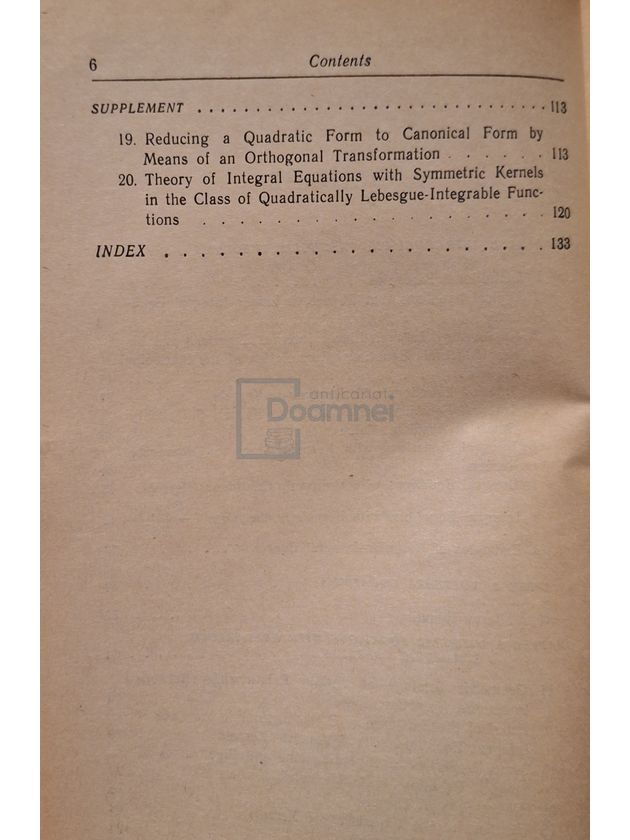 6 Contents
SUPPLEMENT . . . . . . . . . . . . . . . . . . . . . . . . . . . . . . 113
19. Reducing a Quadratic Form to Canonical Form by
Means of an Orthogonal Transformation . . . . . . 113
20. Theory of Integral Equations with Symmetric Kernels
in the Class of Quadratically Lebesgue-Integrable Func-
tions . . . . . . . . . . . . . . . . . 120
INDEX . . . . . . . . . . . . . . . . . . . . 133
anticariat
Doamnei